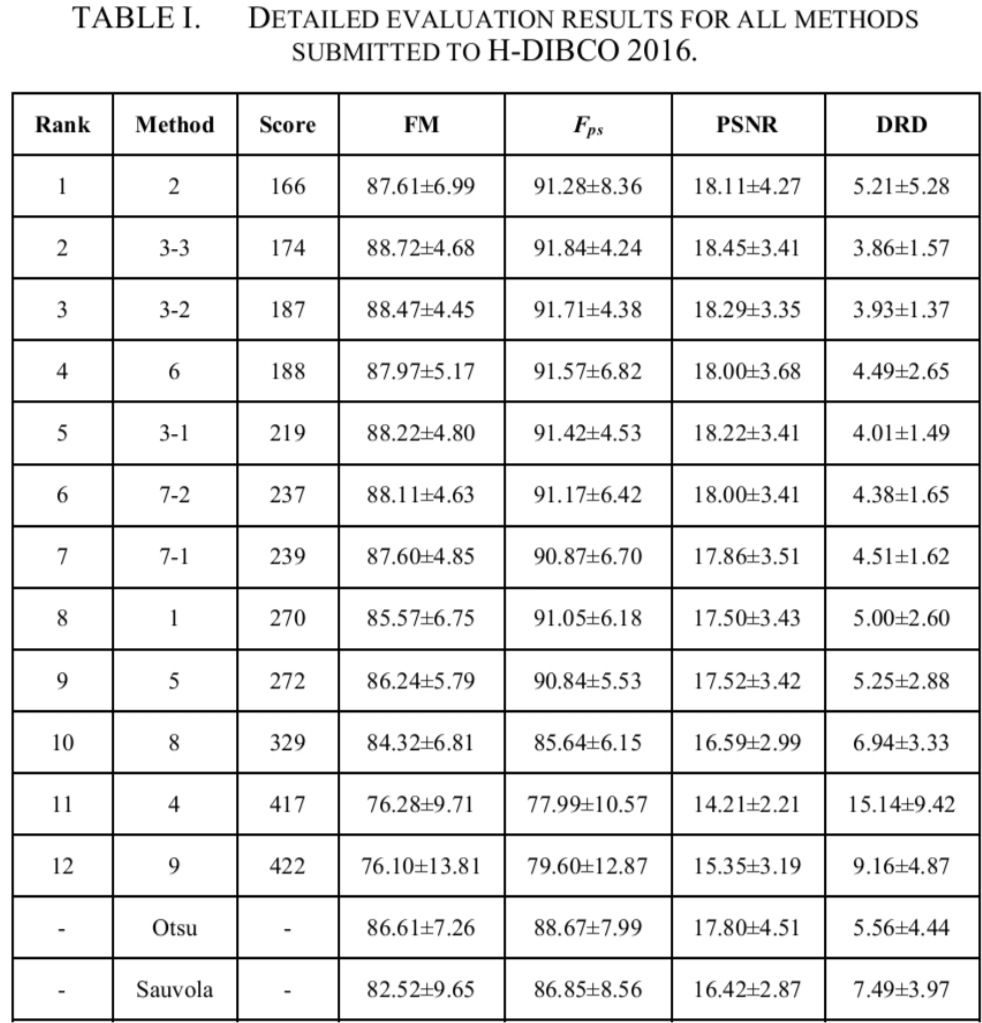 TABLE I. DETAILED EVALUATION RESULTS FOR ALL METHODS
SUBMITTED TO H-DIBCO 2016.
Rank Method Score FM Fps PSNR DRD
1 2 166 87.61±6.99 91.28±8.36 18.11±4.27 5.21±5.28
2 3-3 174 88.72±4.68 91.84±4.24 18.45±3.41 3.86±1.57
3 3-2 187 88.47±4.45 91.71±4.38 18.29±3.35 3.93±1.37
4 6 188 87.97±5.17 91.57±6.82 18.00±3.68 4.49±2.65
5 3-1 219 88.22±4.80 91.42±4.53 18.22±3.41 4.01±1.49
6 7-2 237 88.11±4.63 91.17±6.42 18.00±3.41 4.38±1.65
7 7-1 239 87.60±4.85 90.87±6.70 17.86±3.51 4.51±1.62
8 1 270 85.57±6.75 91.05±6.18 17.50±3.43 5.00±2.60
9 5 272 86.24±5.79 90.84±5.53 17.52±3.42 5.25±2.88
10 8 329 84.32±6.81 85.64±6.15 16.59±2.99 6.94±3.33
11 4 417 76.28±9.71 77.99±10.57 14.21±2.21 15.14±9.42
12 9 422 76.10±13.81 79.60±12.87 15.35±3.19 9.16±4.87
- Otsu - 86.61±7.26 88.67±7.99 17.80±4.51 5.56±4.44
- Sauvola - 82.52±9.65 86.85±8.56 16.42±2.87 7.49±3.97